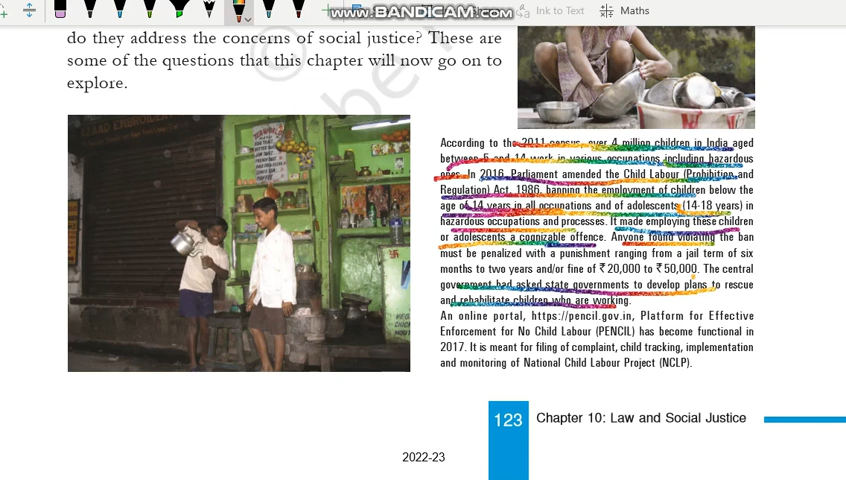 WWW.BANDICAM.COM
Ink to Text
Maths
do they address the concerns of social justice? These are
some of the questions that this chapter will now go on to
explore.
According to the 2011 census, over 4 million children in India aged
between 5 and 14 work in various occupations including hazardous
ones. In 2016, Parliament amended the Child Labour (Prohibition and
Regulation) Act, 1986, banning the employment of children below the
age of 14 years in all occupations and of adolescents (14-18 years) in
hazardous occupations and processes. It made employing these children
or adolescents a cognizable offence. Anyone found violating the ban
must be penalized with a punishment ranging from a jail term of six
months to two years and/or fine of ₹ 20,000 to ₹ 50,000. The central
government had asked state governments to develop plans to rescue
and rehabilitate children who are working.
An online portal, https://pencil.gov.in, Platform for Effective
Enforcement for No Child Labour (PENCIL) has become functional in
2017. It is meant for filing of complaint, child tracking, implementation
and monitoring of National Child Labour Project (NCLP).
123
Chapter 10: Law and Social Justice
2022-23